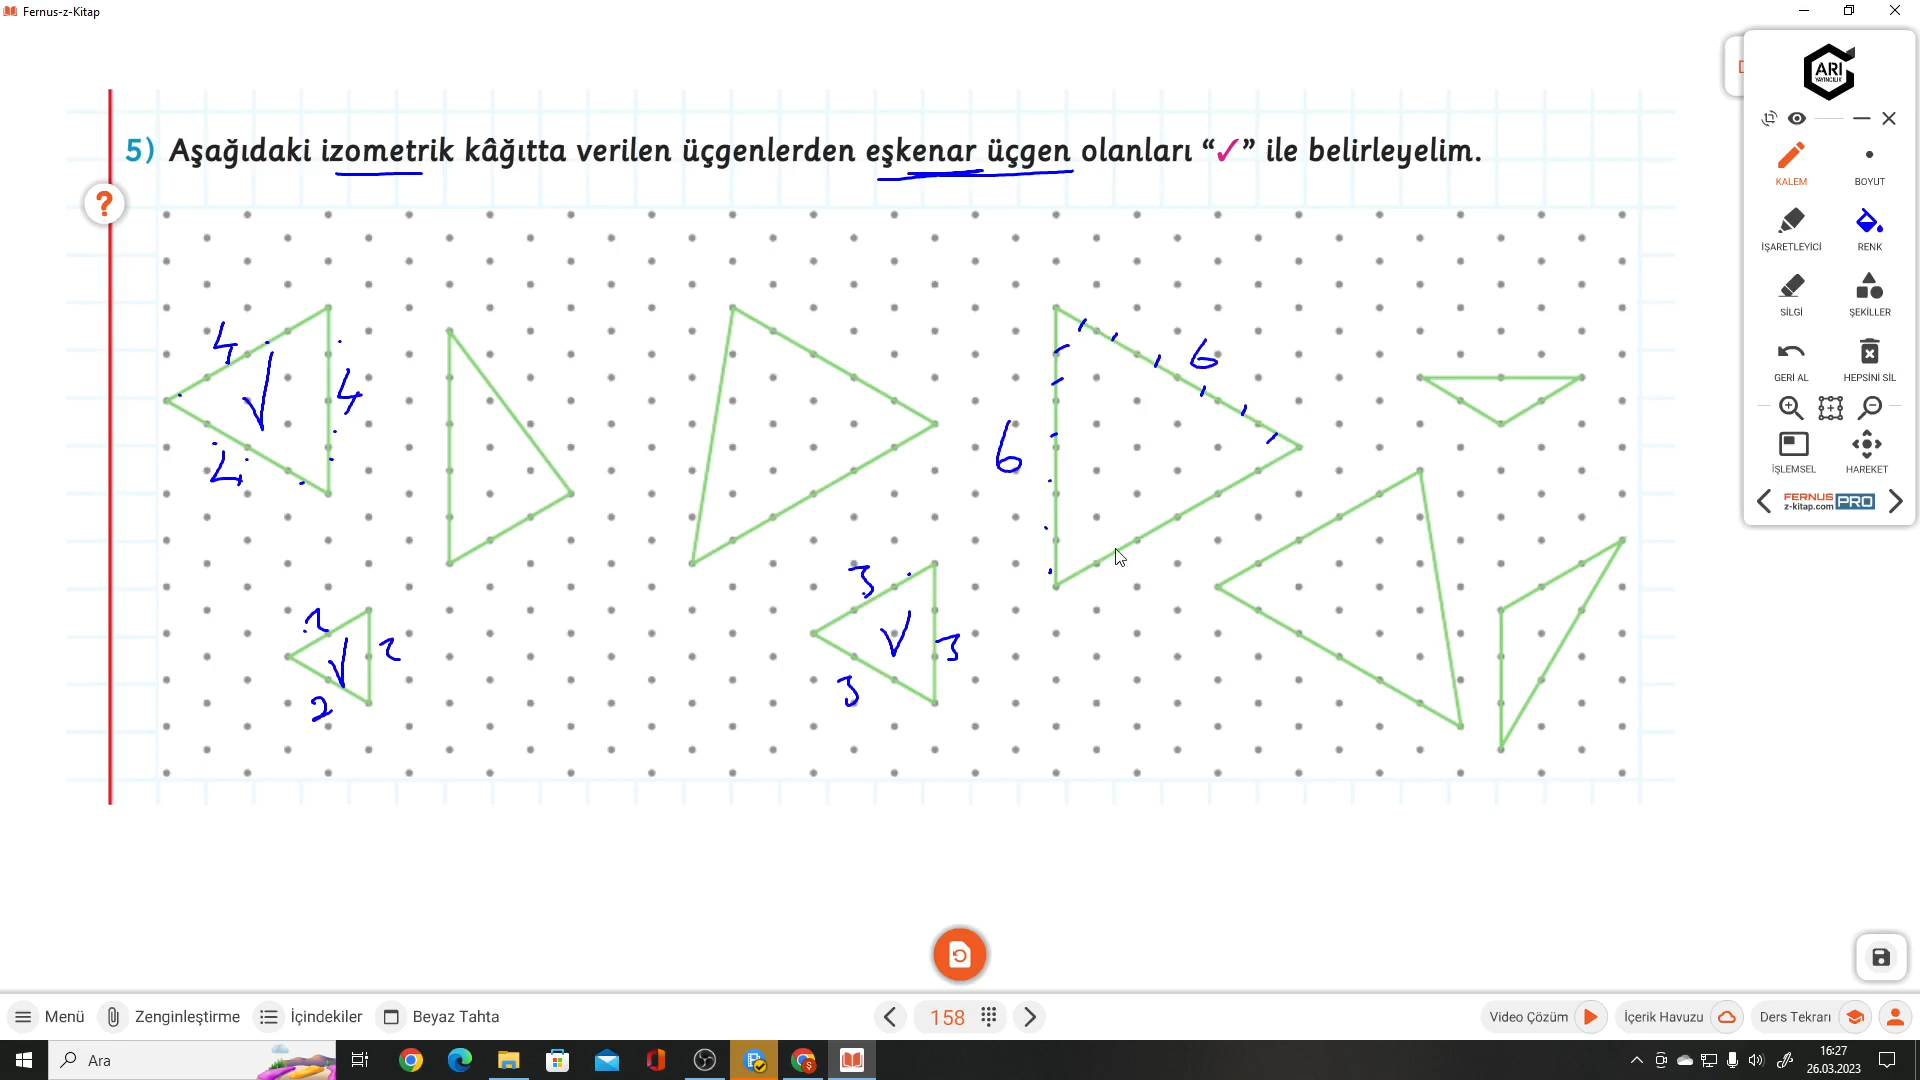 Fernus-z-Kitap
ARI
YAYINCILIK
5) Aşağıdaki izometrik kâğıtta verilen üçgenlerden eşkenar üçgen olanları “✓” ile belirleyelim.
?
KALEM
BOYUT
İŞARETLEYİCİ
RENK
SİLGİ
ŞEKİLLER
GERİ AL
HEPSİNİ SİL
İŞLEMSEL
HAREKET
FERNUS PRO
z-kitap.com
4
4
4
6
6
3
3
3
2
2
2
Menü
Zenginleştirme
İçindekiler
Beyaz Tahta
158
Video Çözüm
İçerik Havuzu
Ders Tekrarı
Ara
16:27
26.03.2023